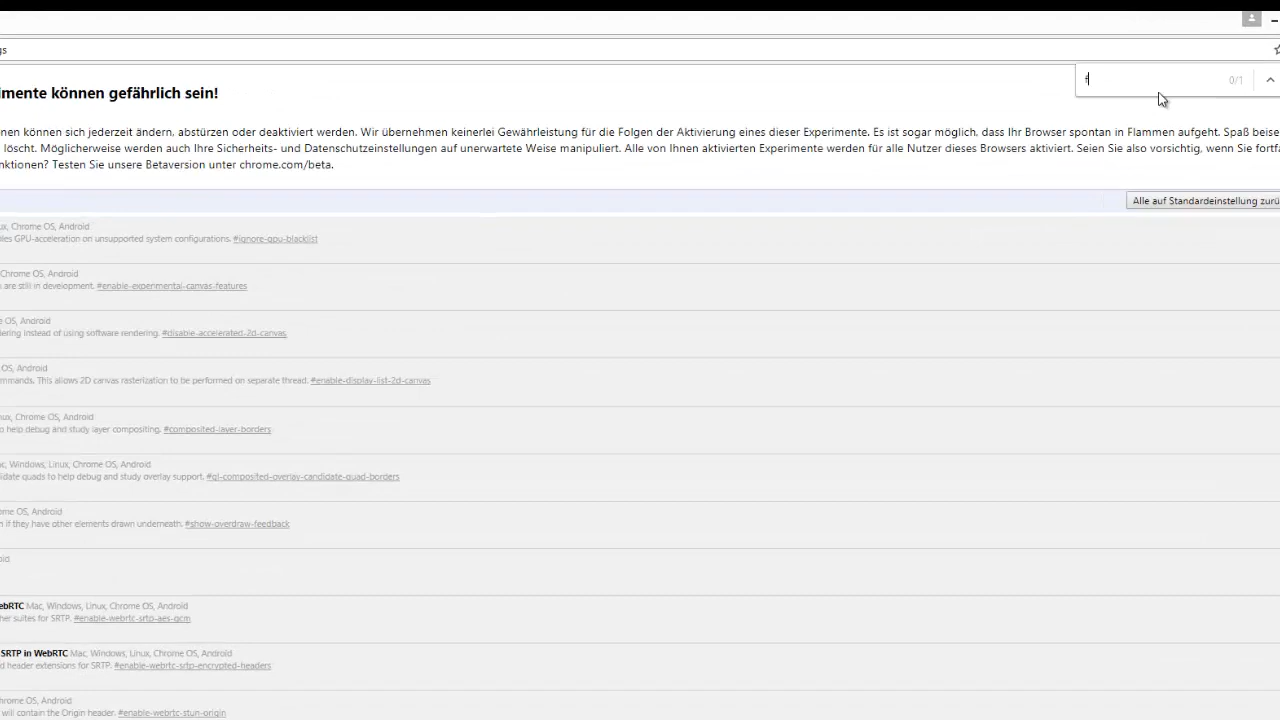 gs
f
0/1
mente können gefährlich sein!
nen können sich jederzeit ändern, abstürzen oder deaktiviert werden. Wir übernehmen keinerlei Gewährleistung für die Folgen der Aktivierung eines dieser Experimente. Es ist sogar möglich, dass Ihr Browser spontan in Flammen aufgeht. Spaß beise
löscht. Möglicherweise werden auch Ihre Sicherheits- und Datenschutzeinstellungen auf unerwartete Weise manipuliert. Alle von Ihnen aktivierten Experimente werden für alle Nutzer dieses Browsers aktiviert. Seien Sie also vorsichtig, wenn Sie fortfa
nktionen? Testen Sie unsere Betaversion unter chrome.com/beta.
Alle auf Standardeinstellung zurü
ux, Chrome OS, Android
les GPU-acceleration on unsupported system configurations. #ignore-gpu-blacklist
Chrome OS, Android
are still in development. #enable-experimental-canvas-features
e OS, Android
dering instead of using software rendering. #disable-accelerated-2d-canvas
OS, Android
mmands. This allows 2D canvas rasterization to be performed on separate thread. #enable-display-list-2d-canvas
nux, Chrome OS, Android
o help debug and study layer compositing. #composited-layer-borders
c, Windows, Linux, Chrome OS, Android
didate quads to help debug and study overlay support. #gl-composited-overlay-candidate-quad-borders
ome OS, Android
n if they have other elements drawn underneath. #show-overdraw-feedback
oid
ebRTC Mac, Windows, Linux, Chrome OS, Android
her suites for SRTP. #enable-webrtc-srtp-aes-gcm
SRTP in WebRTC Mac, Windows, Linux, Chrome OS, Android
d header extensions for SRTP. #enable-webrtc-srtp-encrypted-headers
hrome OS, Android
will contain the Origin header. #enable-webrtc-stun-origin